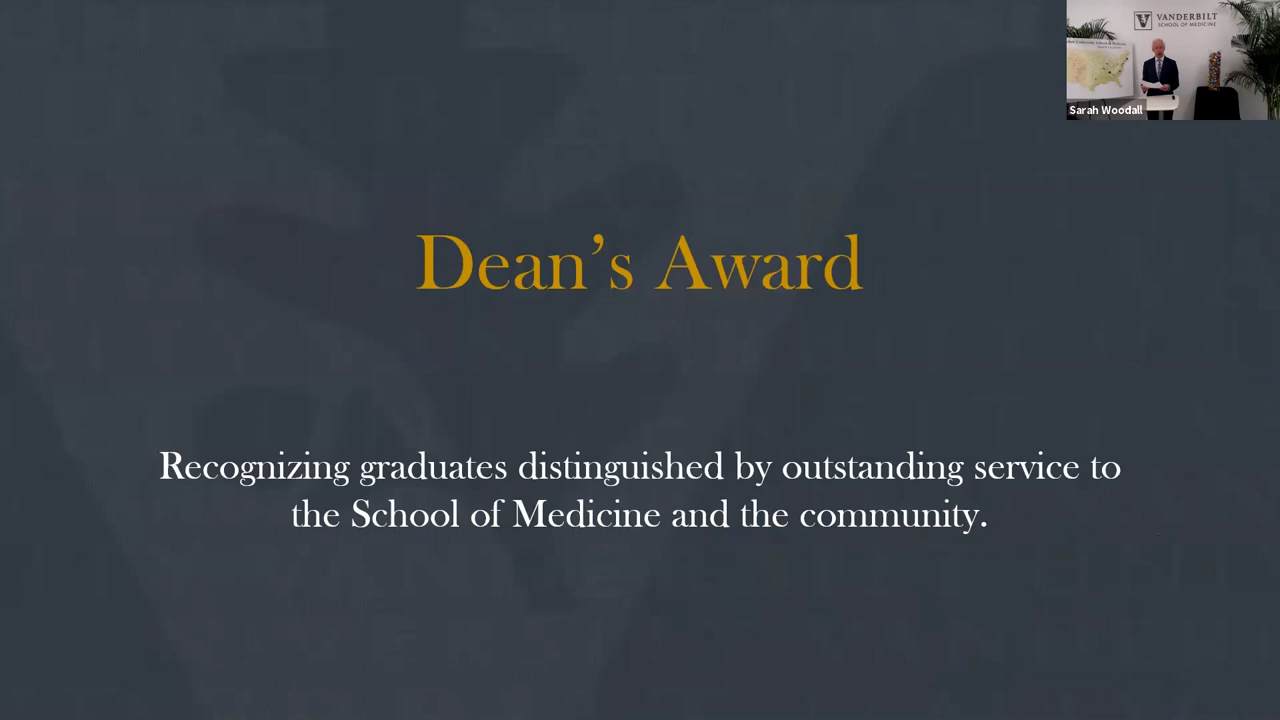 VANDERBILT
SCHOOL OF MEDICINE
Sarah Woodall
Dean’s Award
Recognizing graduates distinguished by outstanding service to
the School of Medicine and the community.